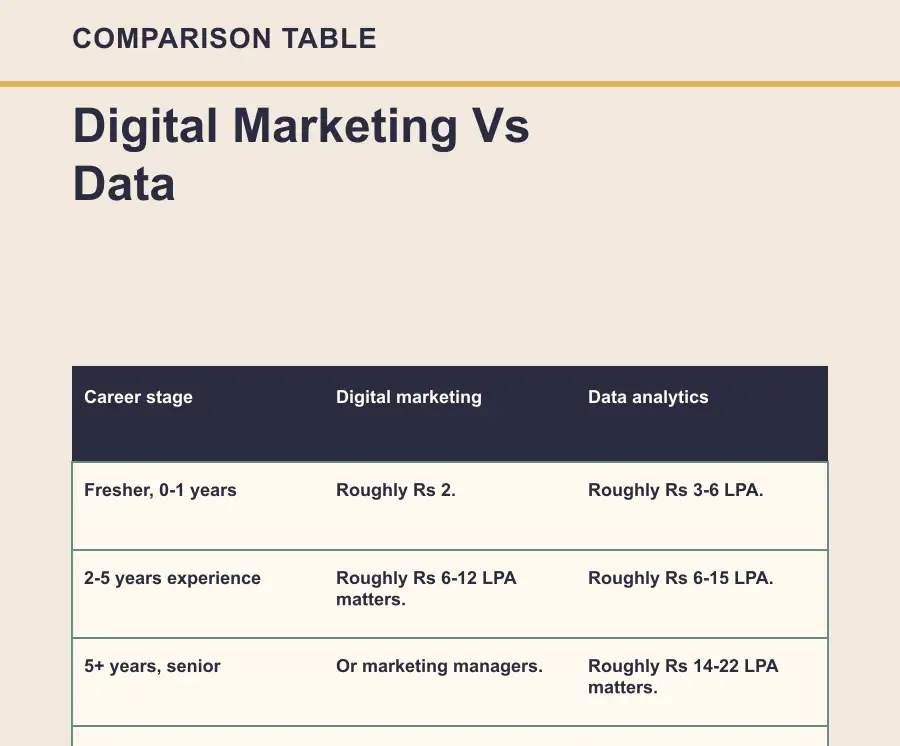 COMPARISON TABLE
Digital Marketing Vs
Data
Career stage
Digital marketing
Data analytics
Fresher, 0-1 years
Roughly Rs 2.
Roughly Rs 3-6 LPA.
2-5 years experience
Roughly Rs 6-12 LPA
matters.
Roughly Rs 6-15 LPA.
5+ years, senior
Or marketing managers.
Roughly Rs 14-22 LPA
matters.